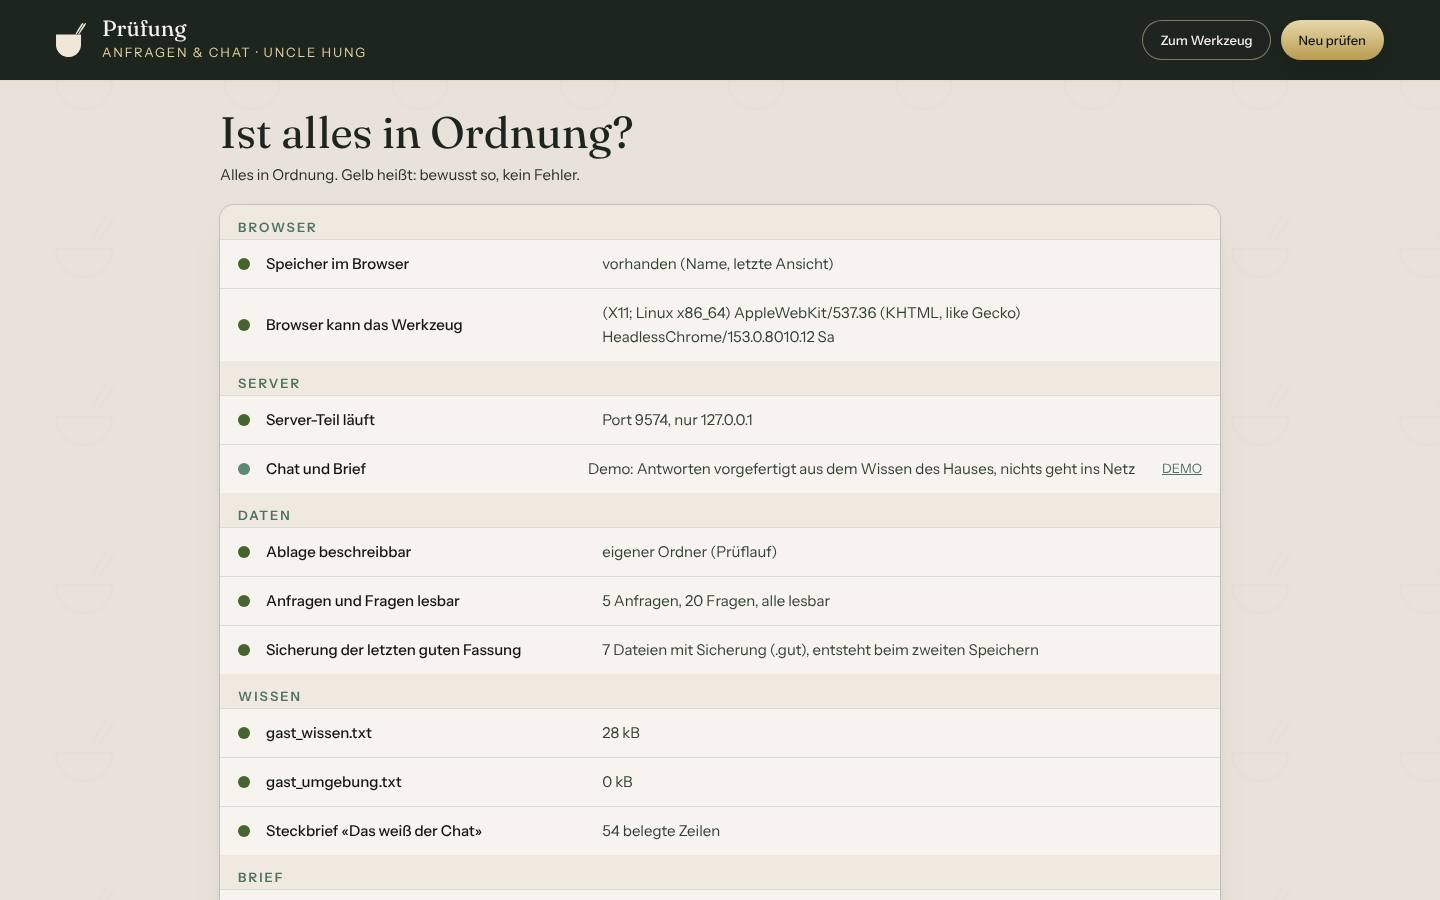 Prüfung
ANFRAGEN & CHAT · UNCLE HUNG
Zum Werkzeug
Neu prüfen
Ist alles in Ordnung?
Alles in Ordnung. Gelb heißt: bewusst so, kein Fehler.
BROWSER
Speicher im Browser
vorhanden (Name, letzte Ansicht)
Browser kann das Werkzeug
(X11; Linux x86_64) AppleWebKit/537.36 (KHTML, like Gecko)
HeadlessChrome/153.0.8010.12 Sa
SERVER
Server-Teil läuft
Port 9574, nur 127.0.0.1
Chat und Brief
Demo: Antworten vorgefertigt aus dem Wissen des Hauses, nichts geht ins Netz
DEMO
DATEN
Ablage beschreibbar
eigener Ordner (Prüflauf)
Anfragen und Fragen lesbar
5 Anfragen, 20 Fragen, alle lesbar
Sicherung der letzten guten Fassung
7 Dateien mit Sicherung (.gut), entsteht beim zweiten Speichern
WISSEN
gast_wissen.txt
28 kB
gast_umgebung.txt
0 kB
Steckbrief «Das weiß der Chat»
54 belegte Zeilen
BRIEF